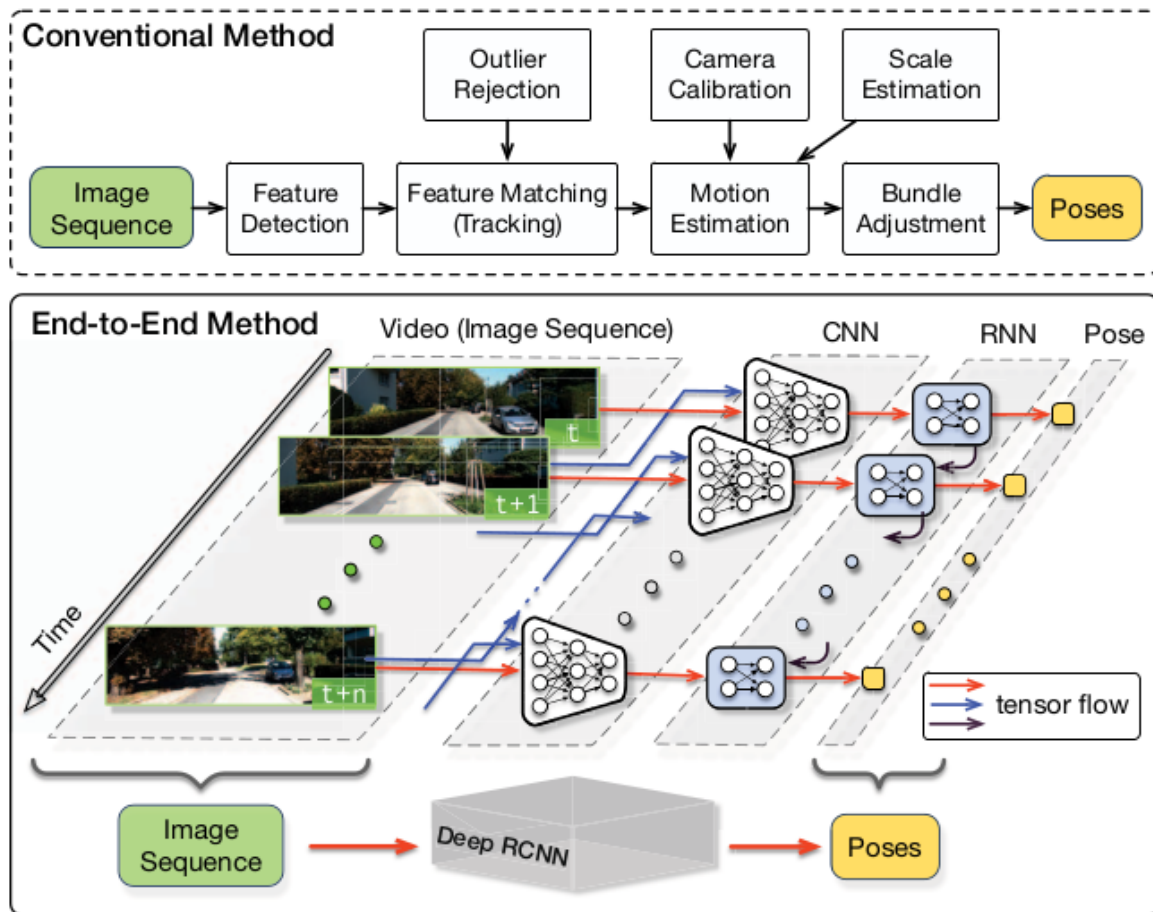 Conventional Method
Outlier
Rejection
Camera
Calibration
Scale
Estimation
Image
Sequence
Feature
Detection
Feature Matching
(Tracking)
Motion
Estimation
Bundle
Adjustment
Poses
End-to-End Method
Video (Image Sequence)
CNN
RNN
Pose
t
t+1
Time
t+n
tensor flow
Image
Sequence
Deep RCNN
Poses